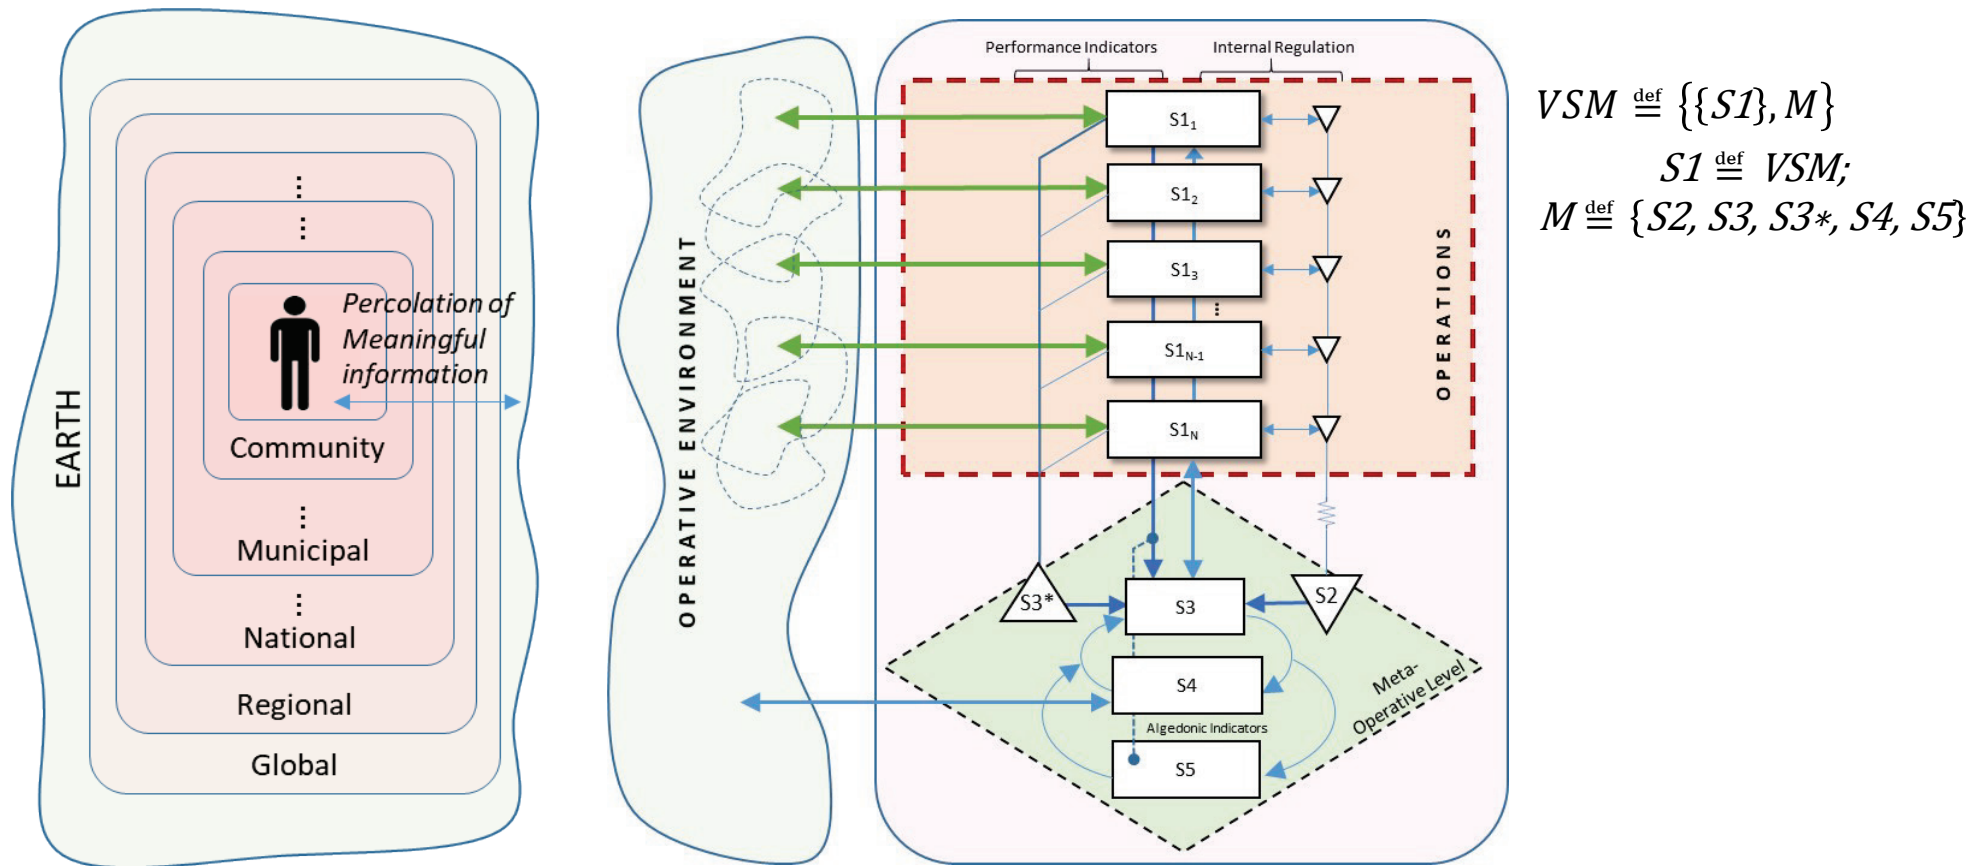 EARTH
⋮
⋮
Percolation of
Meaningful
information
Community
⋮
Municipal
⋮
National
Regional
Global
OPERATIVE ENVIRONMENT
Performance Indicators
Internal Regulation
S1₁
S1₂
S1₃
⋮
S1N-1
S1N
OPERATIONS
S3*
S3
S2
S4
Meta-
Operative Level
Algedonic Indicators
S5
VSM ≝ {{S1}, M}
S1 ≝ VSM;
M ≝ {S2, S3, S3*, S4, S5}